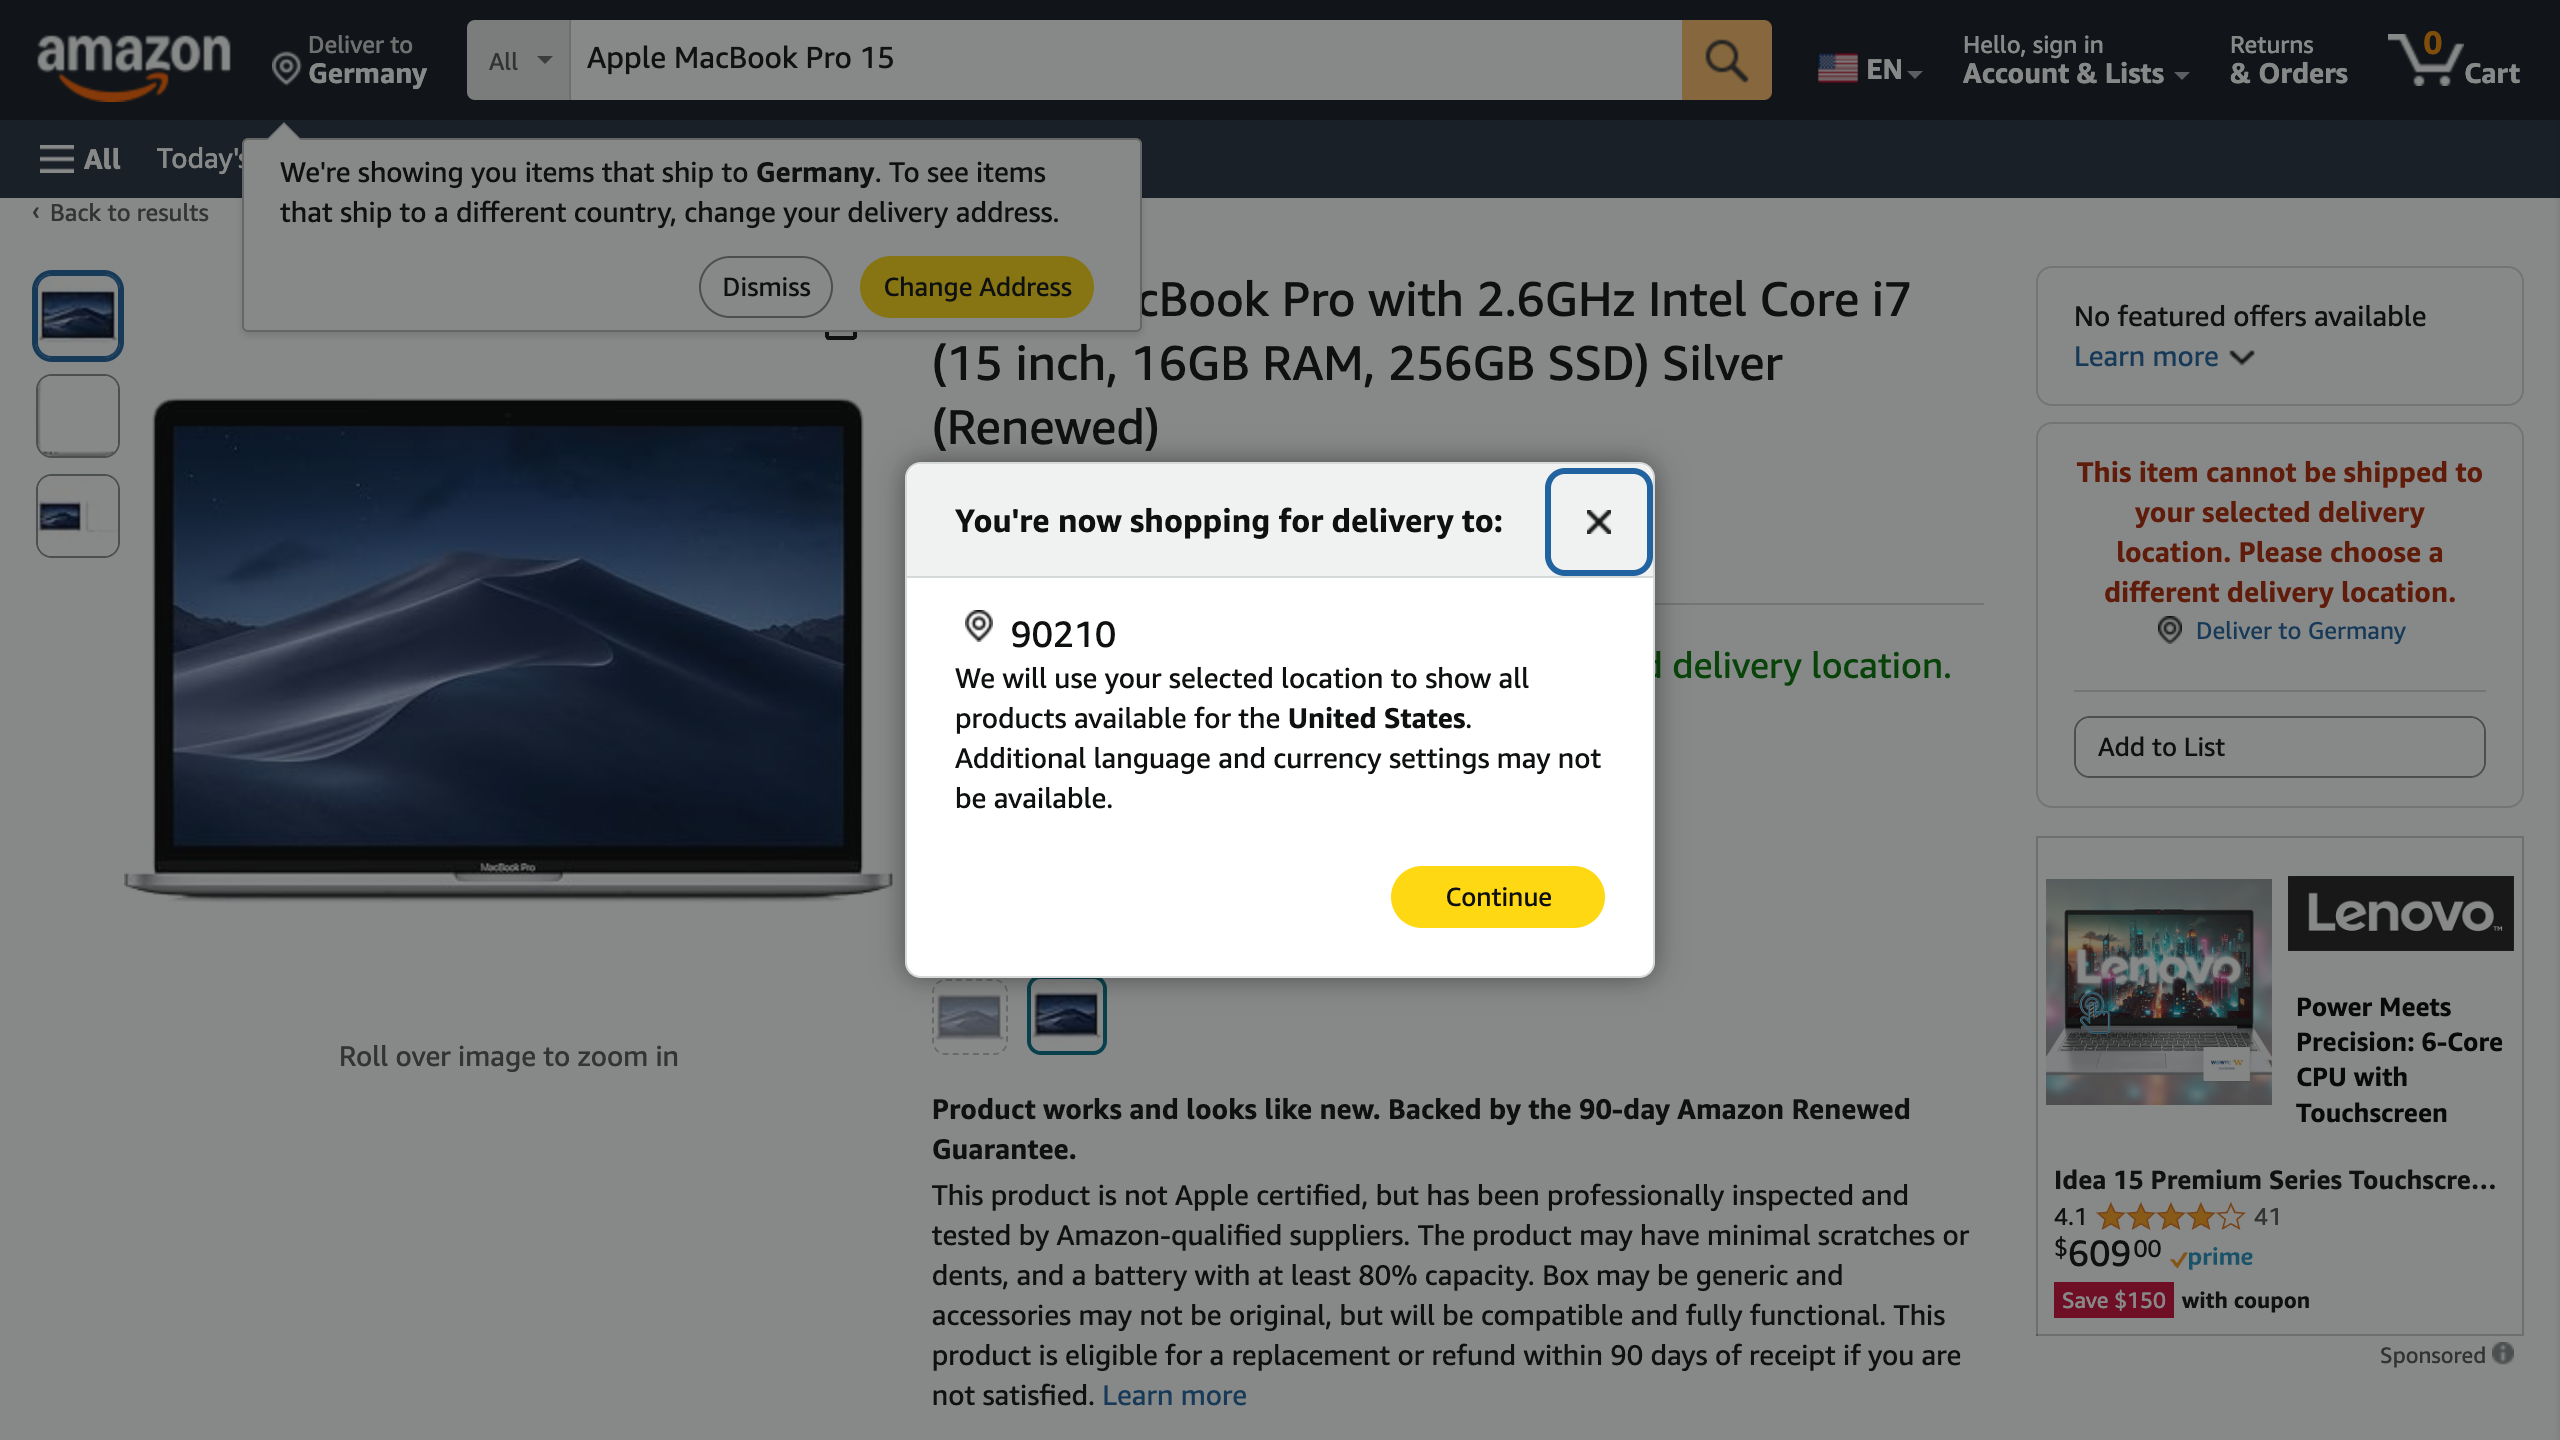 amazon
Deliver to
Germany
All
Apple MacBook Pro 15
EN
Hello, sign in
Account & Lists
Returns
& Orders
0
Cart
All
Today's
We're showing you items that ship to Germany. To see items
that ship to a different country, change your delivery address.
Dismiss
Change Address
‹ Back to results
cBook Pro with 2.6GHz Intel Core i7
(15 inch, 16GB RAM, 256GB SSD) Silver
(Renewed)
MacBook Pro
Roll over image to zoom in
You're now shopping for delivery to:
90210
We will use your selected location to show all
products available for the United States.
Additional language and currency settings may not
be available.
Continue
delivery location.
Product works and looks like new. Backed by the 90-day Amazon Renewed
Guarantee.
This product is not Apple certified, but has been professionally inspected and
tested by Amazon-qualified suppliers. The product may have minimal scratches or
dents, and a battery with at least 80% capacity. Box may be generic and
accessories may not be original, but will be compatible and fully functional. This
product is eligible for a replacement or refund within 90 days of receipt if you are
not satisfied. Learn more
No featured offers available
Learn more
This item cannot be shipped to
your selected delivery
location. Please choose a
different delivery location.
Deliver to Germany
Add to List
Lenovo
Lenovo™
Power Meets
Precision: 6-Core
CPU with
Touchscreen
Idea 15 Premium Series Touchscre...
4.1 41
$609 00 prime
Save $150 with coupon
Sponsored